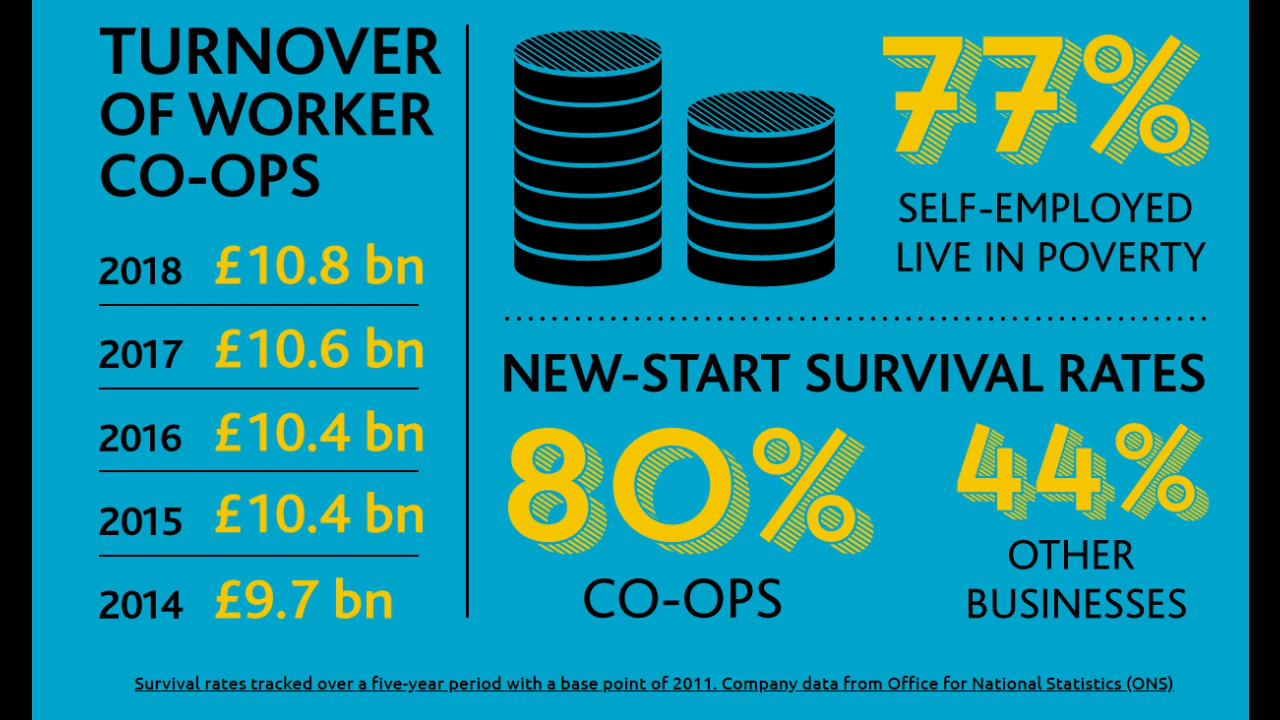 TURNOVER
OF WORKER
CO-OPS
2018 £10.8 bn
2017 £10.6 bn
2016 £10.4 bn
2015 £10.4 bn
2014 £9.7 bn
77%
SELF-EMPLOYED
LIVE IN POVERTY
NEW-START SURVIVAL RATES
80%
CO-OPS
44%
OTHER
BUSINESSES
Survival rates tracked over a five-year period with a base point of 2011. Company data from Office for National Statistics (ONS)